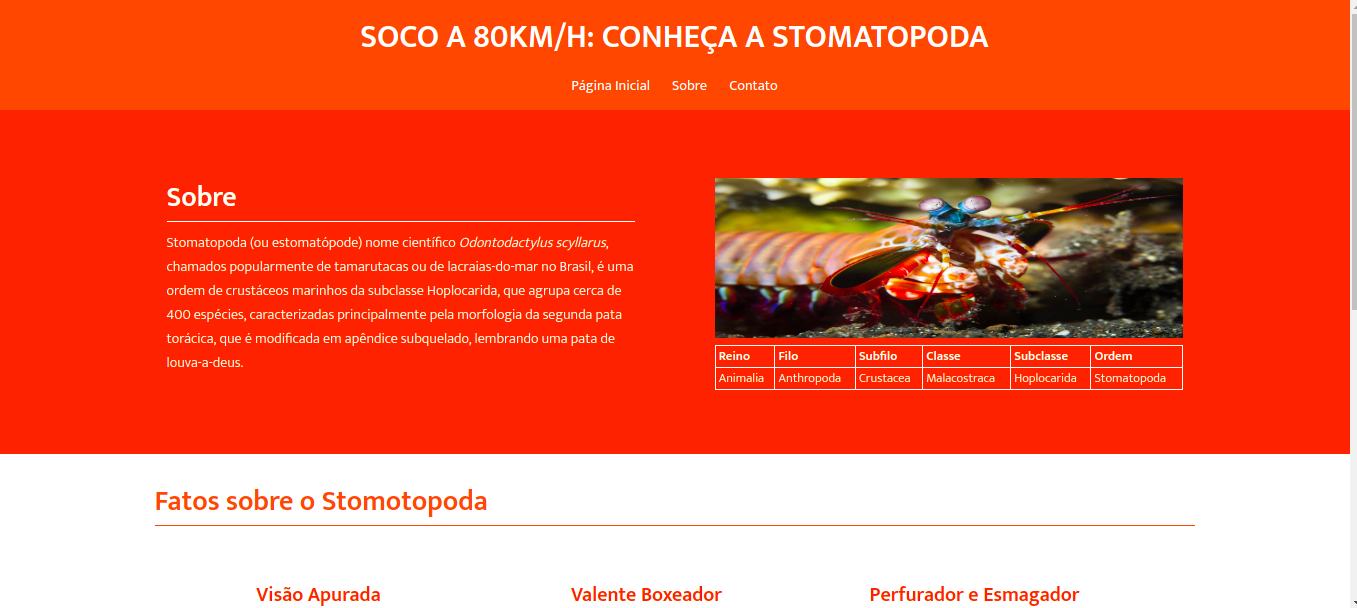 SOCO A 80KM/H: CONHEÇA A STOMATOPODA
Página Inicial Sobre Contato
Sobre
Stomatopoda (ou estomatópode) nome científico Odontodactylus scyllarus,
chamados popularmente de tamarutacas ou de lacraias-do-mar no Brasil, é uma
ordem de crustáceos marinhos da subclasse Hoplocarida, que agrupa cerca de
400 espécies, caracterizadas principalmente pela morfologia da segunda pata
torácica, que é modificada em apêndice subquelado, lembrando uma pata de
louva-a-deus.
Reino Filo Subfilo Classe Subclasse Ordem
Animalia Anthropoda Crustacea Malacostraca Hoplocarida Stomatopoda
Fatos sobre o Stomotopoda
Visão Apurada Valente Boxeador Perfurador e Esmagador